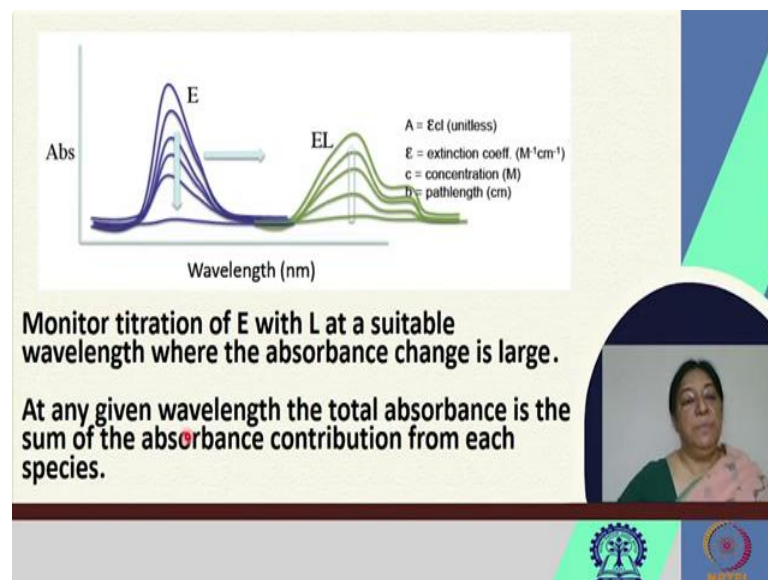 E
Abs
EL
A = Ɛcl (unitless)
Ɛ = extinction coeff. (M⁻¹cm⁻¹)
c = concentration (M)
b = pathlength (cm)
Wavelength (nm)
Monitor titration of E with L at a suitable
wavelength where the absorbance change is large.
At any given wavelength the total absorbance is the
sum of the absorbance contribution from each
species.